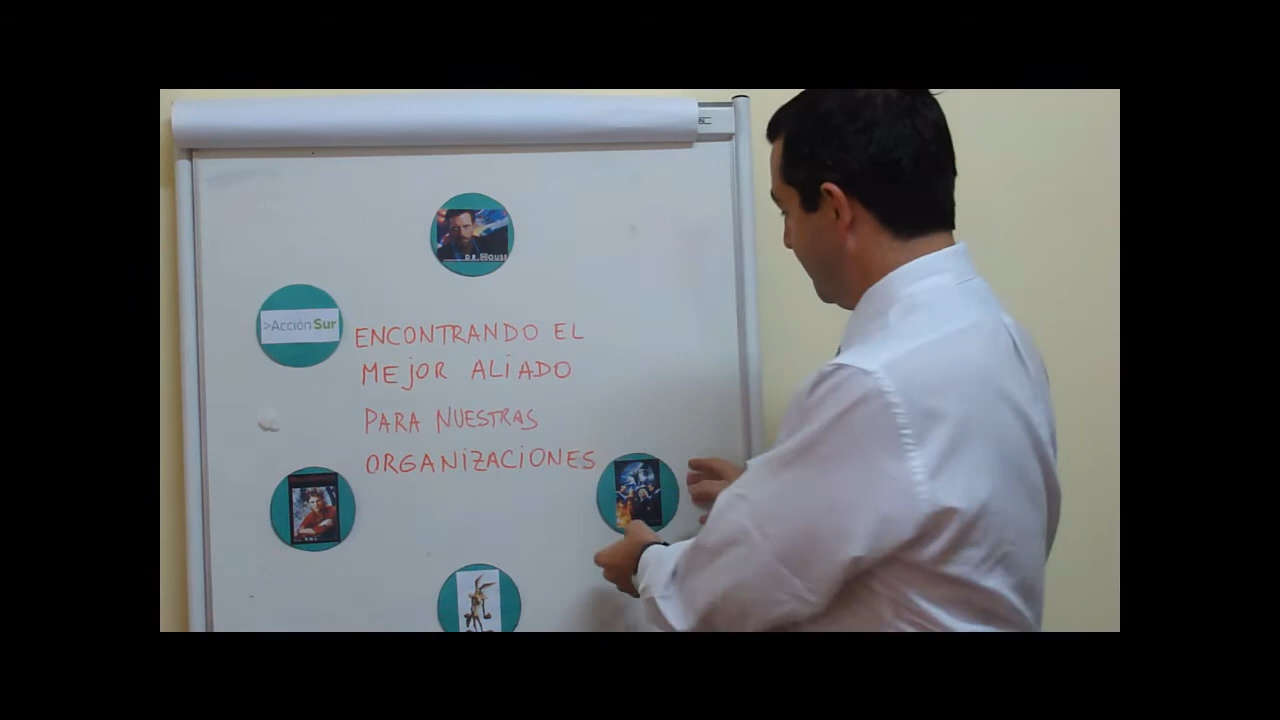 DR. HOUSE
>Acción Sur
ENCONTRANDO EL
MEJOR ALIADO
PARA NUESTRAS
ORGANIZACIONES